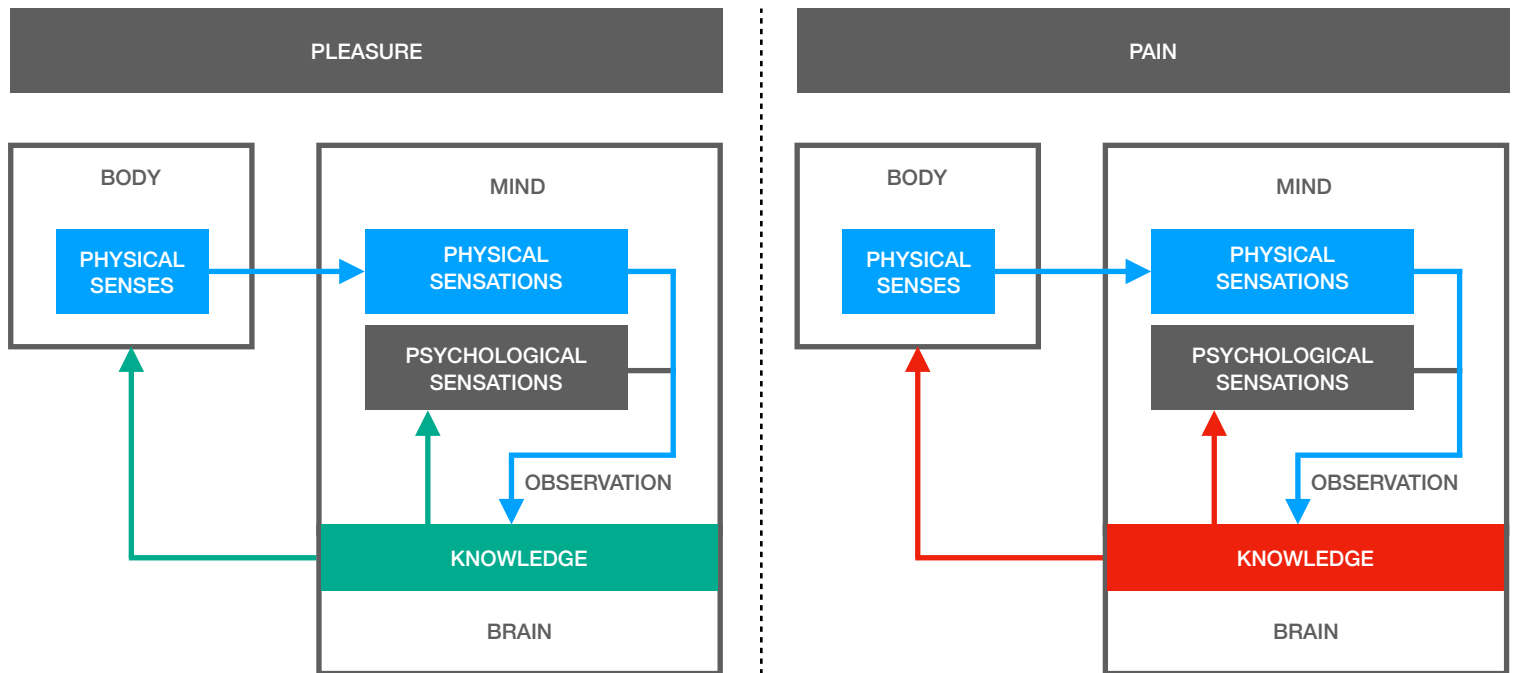 PLEASURE
BODY
PHYSICAL
SENSES
MIND
PHYSICAL
SENSATIONS
PSYCHOLOGICAL
SENSATIONS
OBSERVATION
KNOWLEDGE
BRAIN
PAIN
BODY
PHYSICAL
SENSES
MIND
PHYSICAL
SENSATIONS
PSYCHOLOGICAL
SENSATIONS
OBSERVATION
KNOWLEDGE
BRAIN